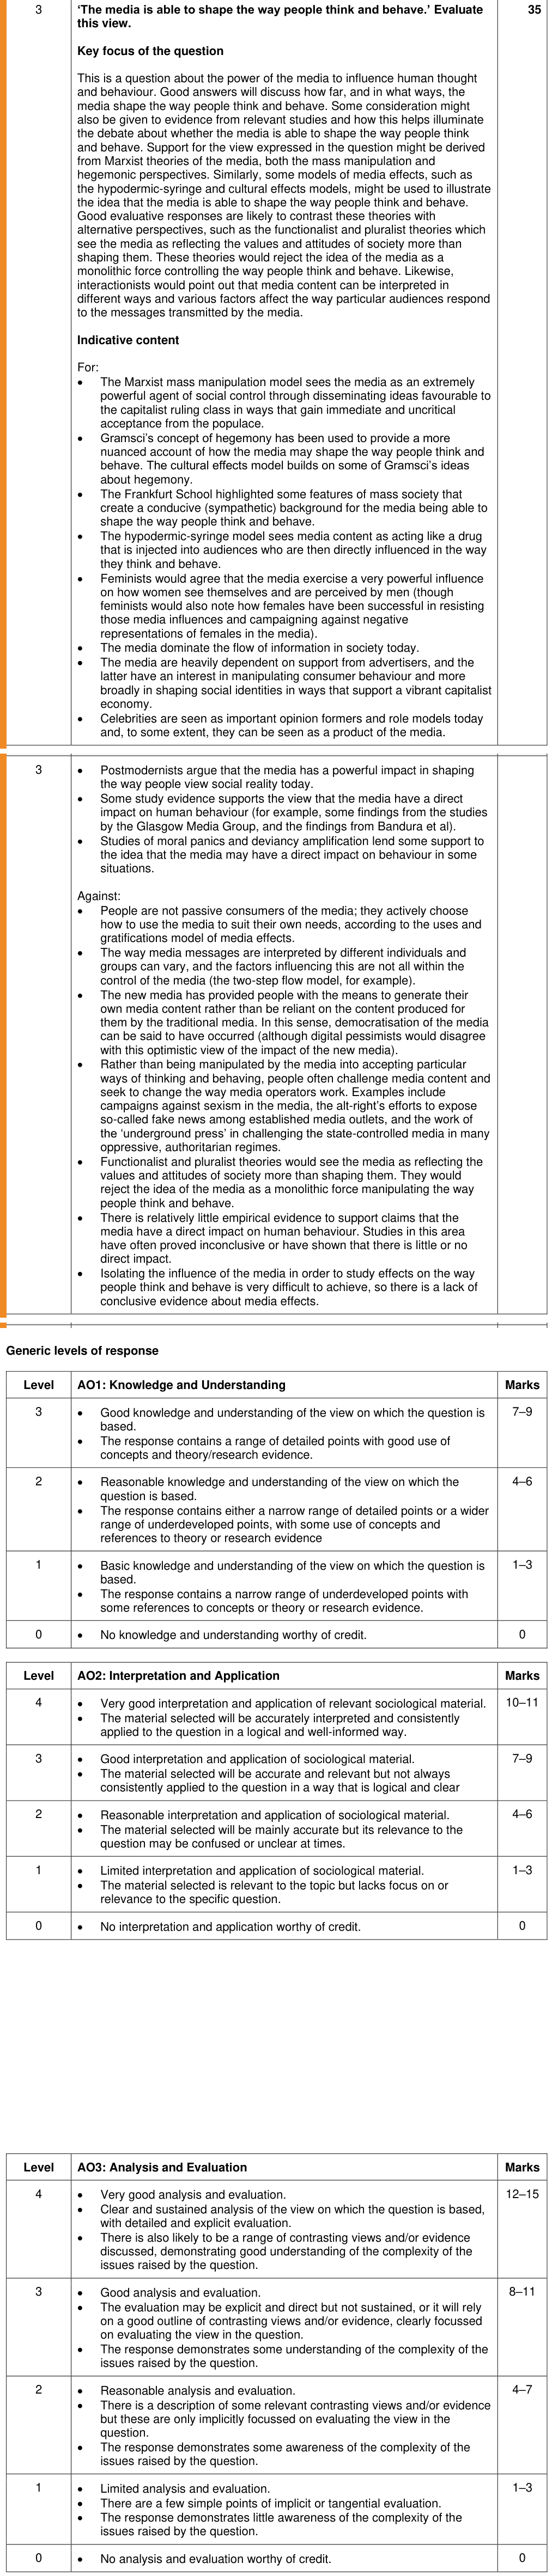 3
‘The media is able to shape the way people think and behave.’ Evaluate
this view.
35
Key focus of the question
This is a question about the power of the media to influence human thought
and behaviour. Good answers will discuss how far, and in what ways, the
media shape the way people think and behave. Some consideration might
also be given to evidence from relevant studies and how this helps illuminate
the debate about whether the media is able to shape the way people think
and behave. Support for the view expressed in the question might be derived
from Marxist theories of the media, both the mass manipulation and
hegemonic perspectives. Similarly, some models of media effects, such as
the hypodermic-syringe and cultural effects models, might be used to illustrate
the idea that the media is able to shape the way people think and behave.
Good evaluative responses are likely to contrast these theories with
alternative perspectives, such as the functionalist and pluralist theories which
see the media as reflecting the values and attitudes of society more than
shaping them. These theories would reject the idea of the media as a
monolithic force controlling the way people think and behave. Likewise,
interactionists would point out that media content can be interpreted in
different ways and various factors affect the way particular audiences respond
to the messages transmitted by the media.
Indicative content
For:
• The Marxist mass manipulation model sees the media as an extremely
powerful agent of social control through disseminating ideas favourable to
the capitalist ruling class in ways that gain immediate and uncritical
acceptance from the populace.
• Gramsci’s concept of hegemony has been used to provide a more
nuanced account of how the media may shape the way people think and
behave. The cultural effects model builds on some of Gramsci’s ideas
about hegemony.
• The Frankfurt School highlighted some features of mass society that
create a conducive (sympathetic) background for the media being able to
shape the way people think and behave.
• The hypodermic-syringe model sees media content as acting like a drug
that is injected into audiences who are then directly influenced in the way
they think and behave.
• Feminists would agree that the media exercise a very powerful influence
on how women see themselves and are perceived by men (though
feminists would also note how females have been successful in resisting
those media influences and campaigning against negative
representations of females in the media).
• The media dominate the flow of information in society today.
• The media are heavily dependent on support from advertisers, and the
latter have an interest in manipulating consumer behaviour and more
broadly in shaping social identities in ways that support a vibrant capitalist
economy.
• Celebrities are seen as important opinion formers and role models today
and, to some extent, they can be seen as a product of the media.
3
• Postmodernists argue that the media has a powerful impact in shaping
the way people view social reality today.
• Some study evidence supports the view that the media have a direct
impact on human behaviour (for example, some findings from the studies
by the Glasgow Media Group, and the findings from Bandura et al).
• Studies of moral panics and deviancy amplification lend some support to
the idea that the media may have a direct impact on behaviour in some
situations.
Against:
• People are not passive consumers of the media; they actively choose
how to use the media to suit their own needs, according to the uses and
gratifications model of media effects.
• The way media messages are interpreted by different individuals and
groups can vary, and the factors influencing this are not all within the
control of the media (the two-step flow model, for example).
• The new media has provided people with the means to generate their
own media content rather than be reliant on the content produced for
them by the traditional media. In this sense, democratisation of the media
can be said to have occurred (although digital pessimists would disagree
with this optimistic view of the impact of the new media).
• Rather than being manipulated by the media into accepting particular
ways of thinking and behaving, people often challenge media content and
seek to change the way media operators work. Examples include
campaigns against sexism in the media, the alt-right’s efforts to expose
so-called fake news among established media outlets, and the work of
the ‘underground press’ in challenging the state-controlled media in many
oppressive, authoritarian regimes.
• Functionalist and pluralist theories would see the media as reflecting the
values and attitudes of society more than shaping them. They would
reject the idea of the media as a monolithic force manipulating the way
people think and behave.
• There is relatively little empirical evidence to support claims that the
media have a direct impact on human behaviour. Studies in this area
have often proved inconclusive or have shown that there is little or no
direct impact.
• Isolating the influence of the media in order to study effects on the way
people think and behave is very difficult to achieve, so there is a lack of
conclusive evidence about media effects.
Generic levels of response
Level AO1: Knowledge and Understanding Marks
3 • Good knowledge and understanding of the view on which the question is 7–9
based.
• The response contains a range of detailed points with good use of
concepts and theory/research evidence.
2 • Reasonable knowledge and understanding of the view on which the 4–6
question is based.
• The response contains either a narrow range of detailed points or a wider
range of underdeveloped points, with some use of concepts and
references to theory or research evidence
1 • Basic knowledge and understanding of the view on which the question is 1–3
based.
• The response contains a narrow range of underdeveloped points with
some references to concepts or theory or research evidence.
0 • No knowledge and understanding worthy of credit. 0
Level AO2: Interpretation and Application Marks
4 • Very good interpretation and application of relevant sociological material. 10–11
• The material selected will be accurately interpreted and consistently
applied to the question in a logical and well-informed way.
3 • Good interpretation and application of sociological material. 7–9
• The material selected will be accurate and relevant but not always
consistently applied to the question in a way that is logical and clear
2 • Reasonable interpretation and application of sociological material. 4–6
• The material selected will be mainly accurate but its relevance to the
question may be confused or unclear at times.
1 • Limited interpretation and application of sociological material. 1–3
• The material selected is relevant to the topic but lacks focus on or
relevance to the specific question.
0 • No interpretation and application worthy of credit. 0
Level AO3: Analysis and Evaluation Marks
4 • Very good analysis and evaluation. 12–15
• Clear and sustained analysis of the view on which the question is based,
with detailed and explicit evaluation.
• There is also likely to be a range of contrasting views and/or evidence
discussed, demonstrating good understanding of the complexity of the
issues raised by the question.
3 • Good analysis and evaluation. 8–11
• The evaluation may be explicit and direct but not sustained, or it will rely
on a good outline of contrasting views and/or evidence, clearly focussed
on evaluating the view in the question.
• The response demonstrates some understanding of the complexity of the
issues raised by the question.
2 • Reasonable analysis and evaluation. 4–7
• There is a description of some relevant contrasting views and/or evidence
but these are only implicitly focussed on evaluating the view in the
question.
• The response demonstrates some awareness of the complexity of the
issues raised by the question.
1 • Limited analysis and evaluation. 1–3
• There are a few simple points of implicit or tangential evaluation.
• The response demonstrates little awareness of the complexity of the
issues raised by the question.
0 • No analysis and evaluation worthy of credit. 0